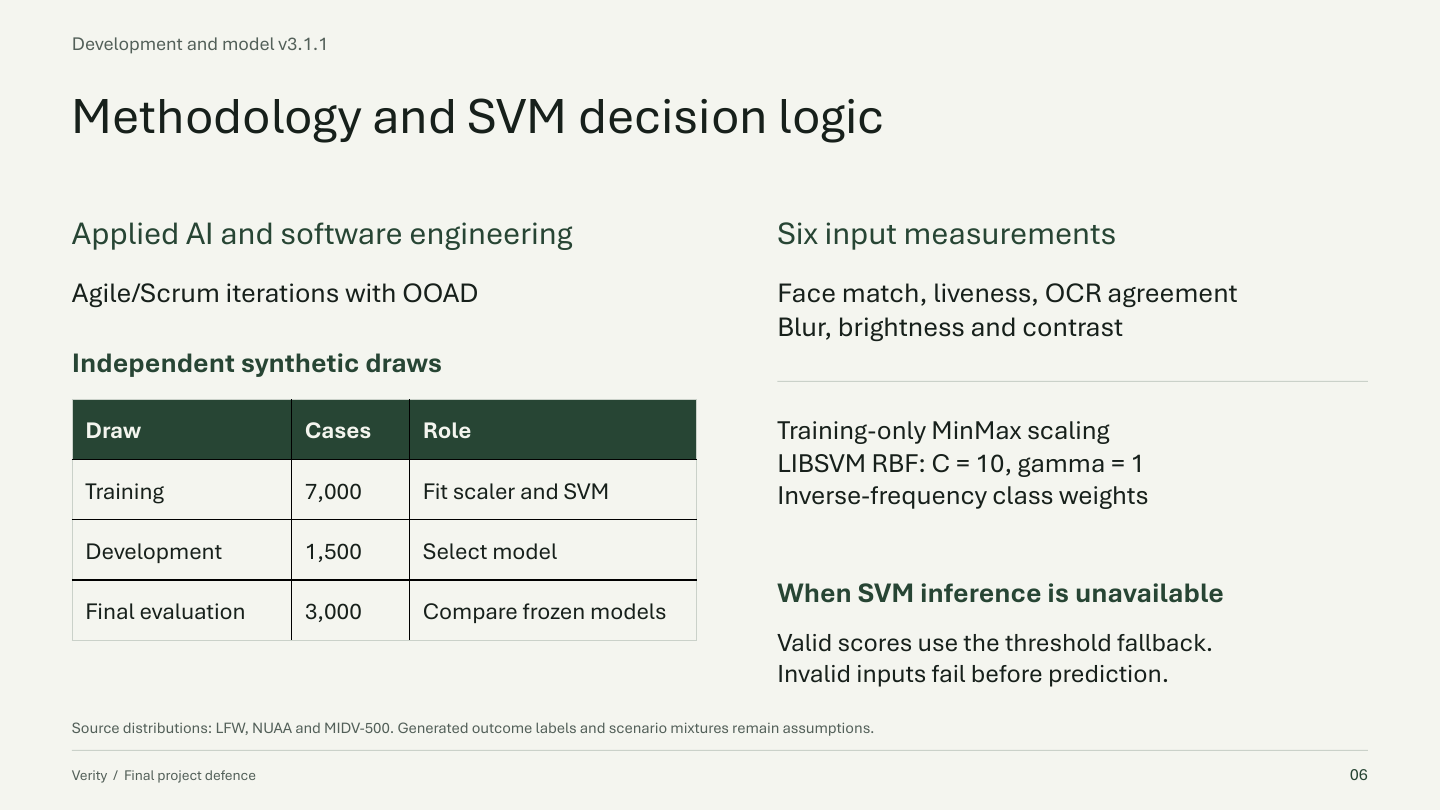 Development and model v3.1.1
Methodology and SVM decision logic
Applied AI and software engineering
Agile/Scrum iterations with OOAD
Independent synthetic draws
Draw Cases Role
Training 7,000 Fit scaler and SVM
Development 1,500 Select model
Final evaluation 3,000 Compare frozen models
Six input measurements
Face match, liveness, OCR agreement
Blur, brightness and contrast
Training-only MinMax scaling
LIBSVM RBF: C = 10, gamma = 1
Inverse-frequency class weights
When SVM inference is unavailable
Valid scores use the threshold fallback.
Invalid inputs fail before prediction.
Source distributions: LFW, NUAA and MIDV-500. Generated outcome labels and scenario mixtures remain assumptions.
Verity / Final project defence
06